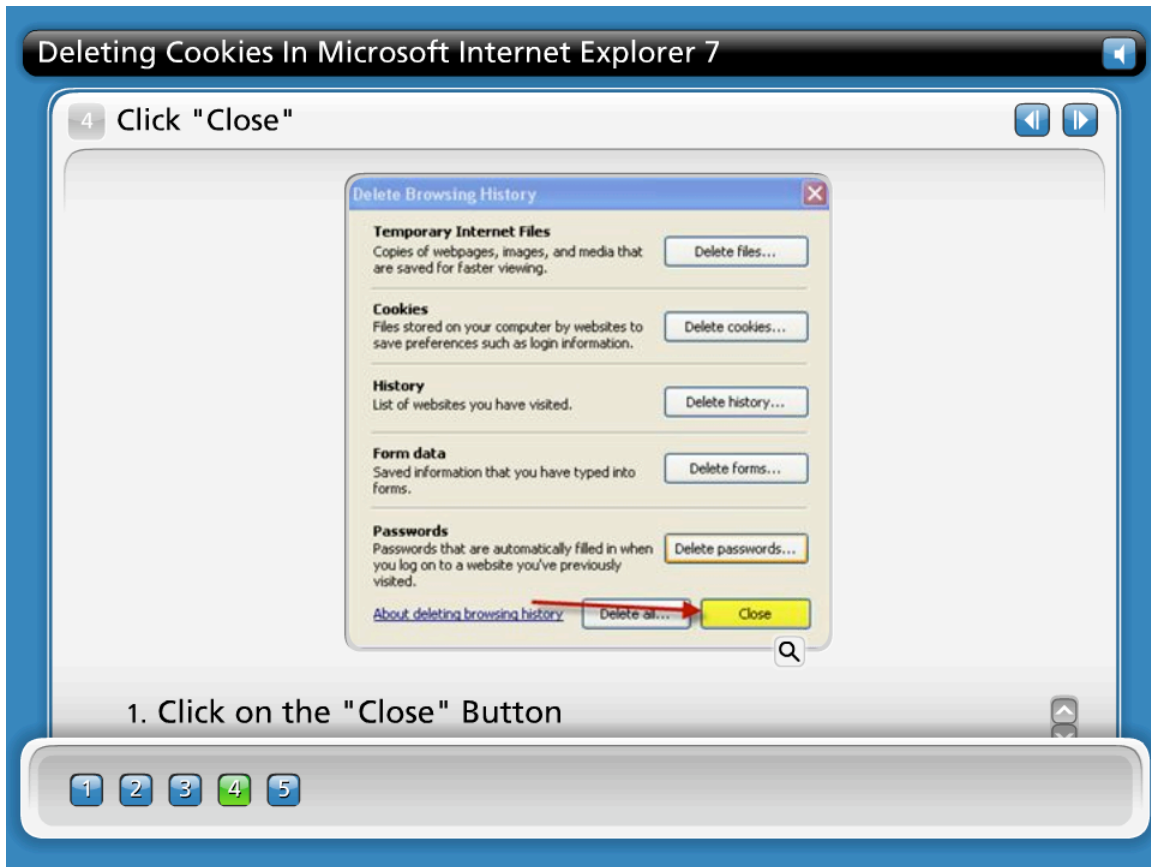 Deleting Cookies In Microsoft Internet Explorer 7
4 Click "Close"
Delete Browsing History
Temporary Internet Files
Copies of webpages, images, and media that
are saved for faster viewing.
Delete files...
Cookies
Files stored on your computer by websites to
save preferences such as login information.
Delete cookies...
History
List of websites you have visited.
Delete history...
Form data
Saved information that you have typed into
forms.
Delete forms...
Passwords
Passwords that are automatically filled in when
you log on to a website you've previously
visited.
Delete passwords...
About deleting browsing history
Delete all...
Close
1. Click on the "Close" Button
1 2 3 4 5